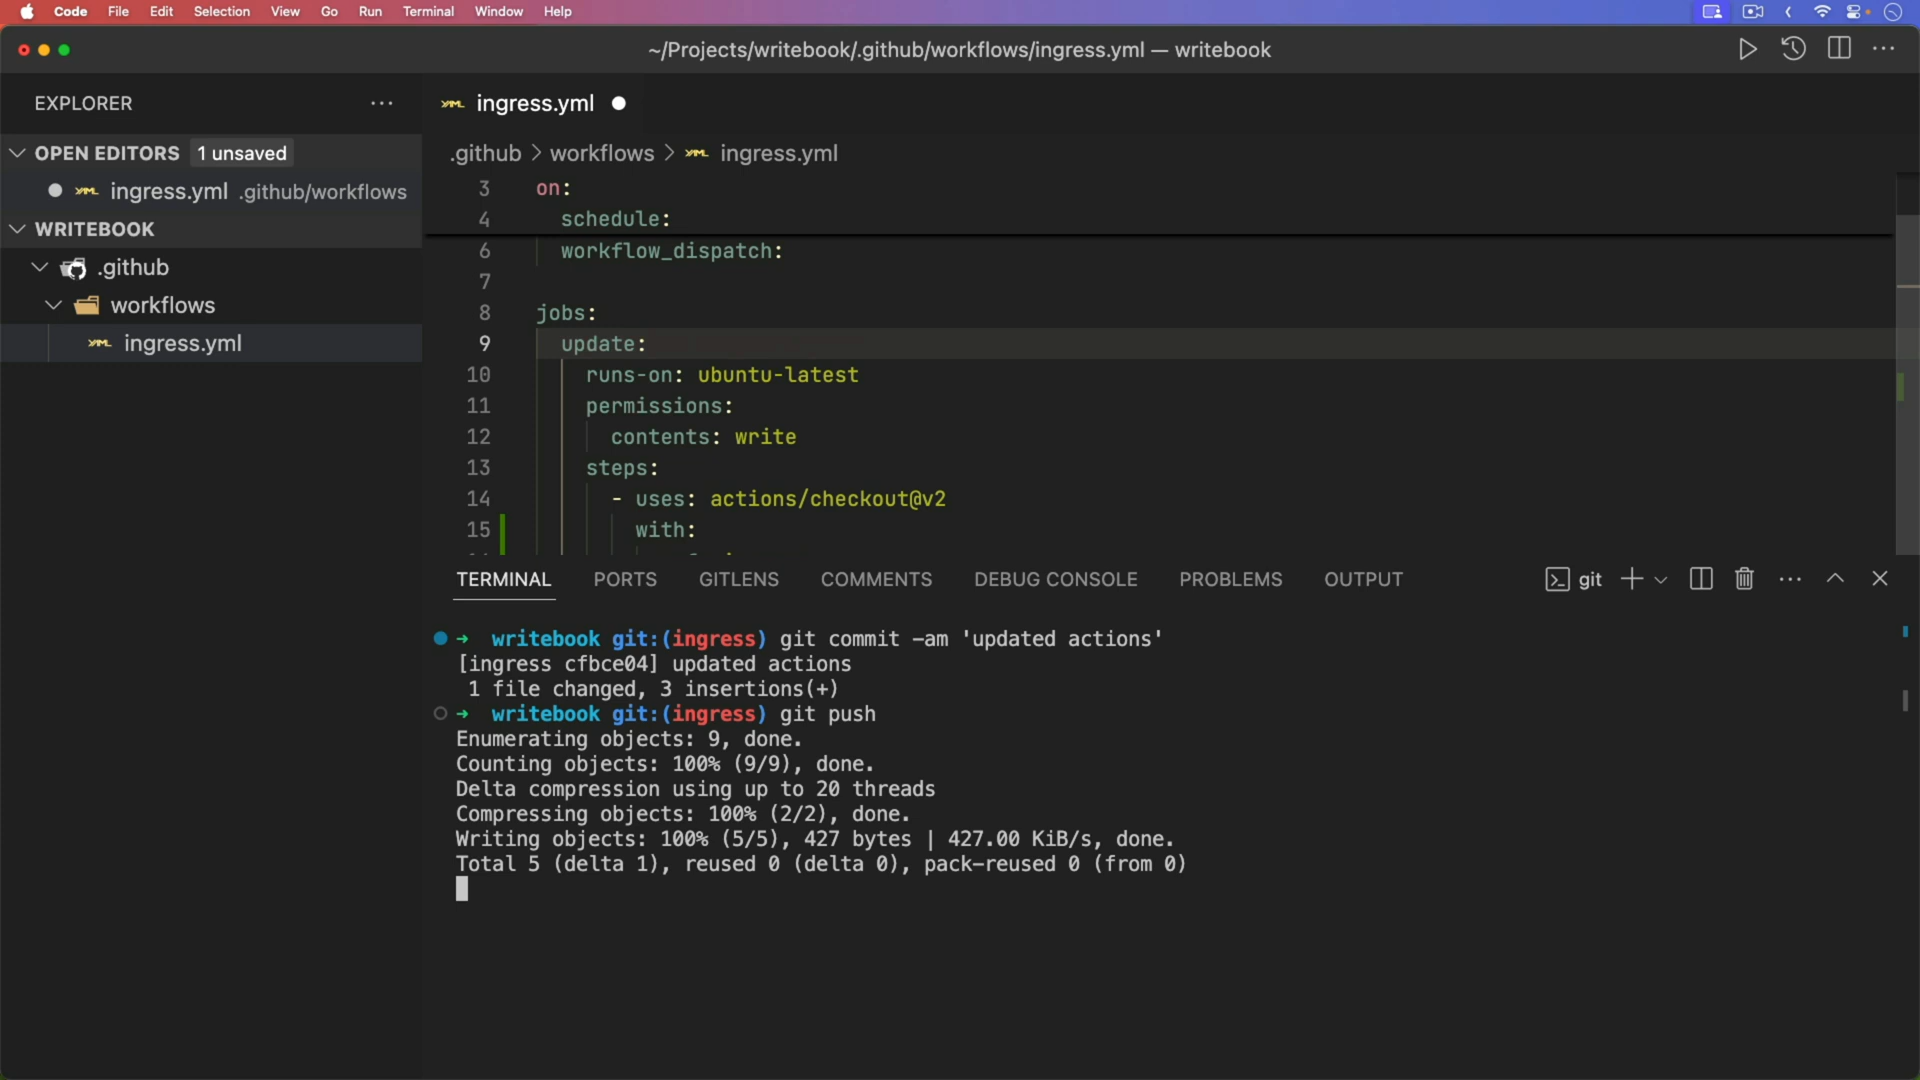 Code File Edit Selection View Go Run Terminal Window Help
~/Projects/writebook/.github/workflows/ingress.yml — writebook
EXPLORER
OPEN EDITORS 1 unsaved
ingress.yml .github/workflows
WRITEBOOK
.github
workflows
ingress.yml
ingress.yml
.github > workflows > ingress.yml
3 on:
4 schedule:
6 workflow_dispatch:
7
8 jobs:
9 update:
10 runs-on: ubuntu-latest
11 permissions:
12 contents: write
13 steps:
14 - uses: actions/checkout@v2
15 with:
TERMINAL PORTS GITLENS COMMENTS DEBUG CONSOLE PROBLEMS OUTPUT git
➜ writebook git:(ingress) git commit -am 'updated actions'
[ingress cfbce04] updated actions
1 file changed, 3 insertions(+)
➜ writebook git:(ingress) git push
Enumerating objects: 9, done.
Counting objects: 100% (9/9), done.
Delta compression using up to 20 threads
Compressing objects: 100% (2/2), done.
Writing objects: 100% (5/5), 427 bytes | 427.00 KiB/s, done.
Total 5 (delta 1), reused 0 (delta 0), pack-reused 0 (from 0)